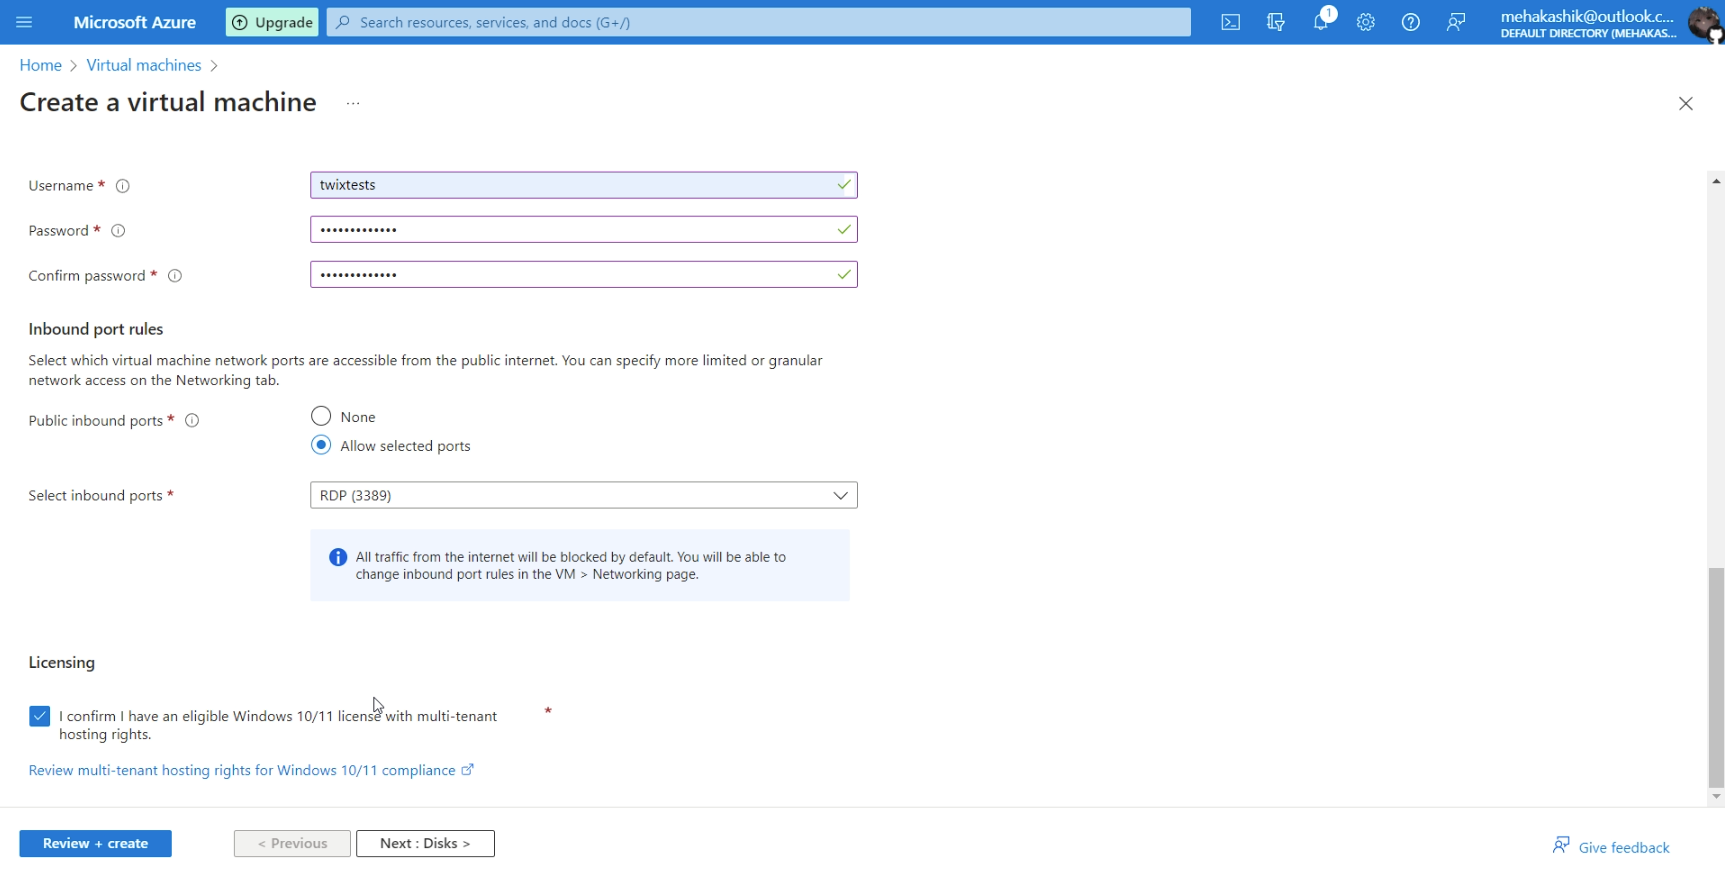 Microsoft Azure
Upgrade
Search resources, services, and docs (G+/)
1
mehakashik@outlook.c...
DEFAULT DIRECTORY (MEHAKAS...
Home > Virtual machines >
Create a virtual machine ...
Username *
twixtests
Password *
•••••••••••••
Confirm password *
•••••••••••••
Inbound port rules
Select which virtual machine network ports are accessible from the public internet. You can specify more limited or granular
network access on the Networking tab.
Public inbound ports *
None
Allow selected ports
Select inbound ports *
RDP (3389)
All traffic from the internet will be blocked by default. You will be able to
change inbound port rules in the VM > Networking page.
Licensing
I confirm I have an eligible Windows 10/11 license with multi-tenant *
hosting rights.
Review multi-tenant hosting rights for Windows 10/11 compliance
Review + create
< Previous
Next : Disks >
Give feedback